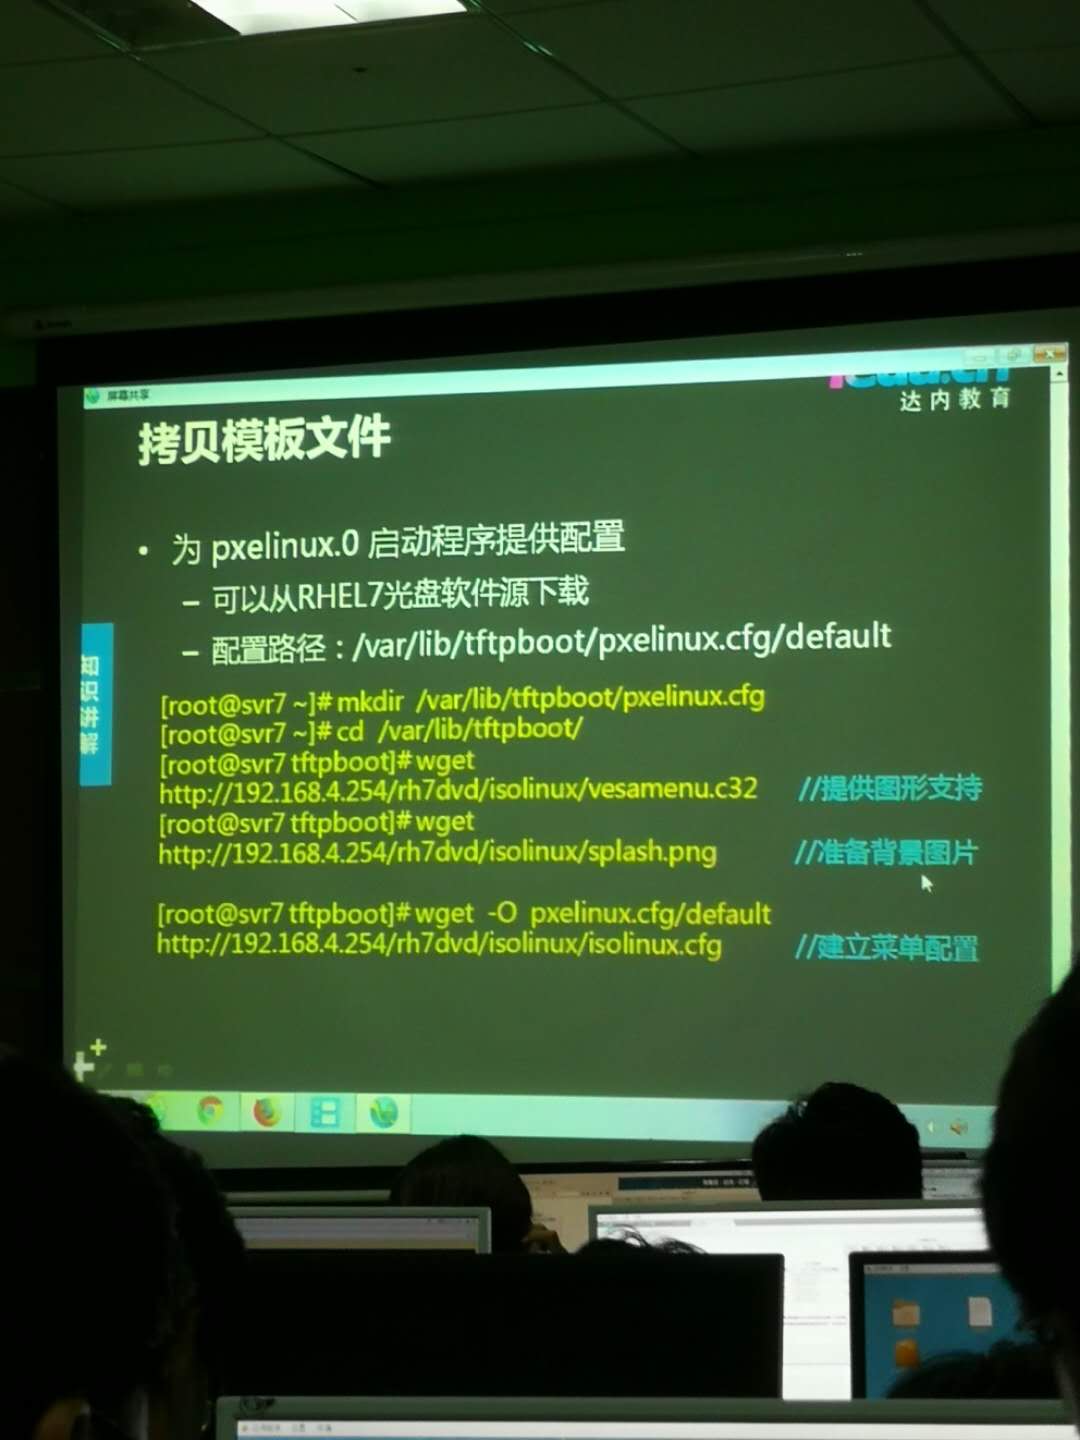 屏幕共享
达内教育
拷贝模板文件
• 为 pxelinux.0 启动程序提供配置
– 可以从RHEL7光盘软件源下载
– 配置路径：/var/lib/tftpboot/pxelinux.cfg/default
知识讲解
[root@svr7 ~]# mkdir /var/lib/tftpboot/pxelinux.cfg
[root@svr7 ~]# cd /var/lib/tftpboot/
[root@svr7 tftpboot]# wget
http://192.168.4.254/rh7dvd/isolinux/vesamenu.c32 //提供图形支持
[root@svr7 tftpboot]# wget
http://192.168.4.254/rh7dvd/isolinux/splash.png //准备背景图片
[root@svr7 tftpboot]# wget -O pxelinux.cfg/default
http://192.168.4.254/rh7dvd/isolinux/isolinux.cfg //建立菜单配置